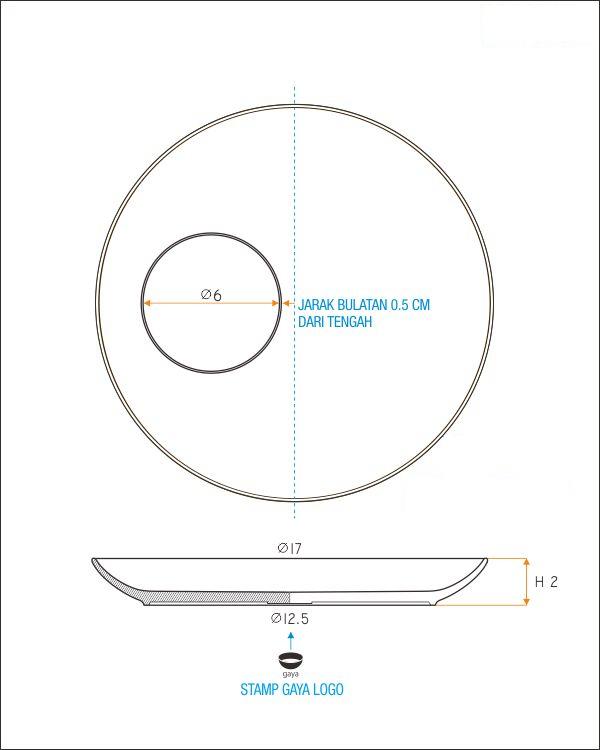 Ø6
JARAK BULATAN 0.5 CM
DARI TENGAH
Ø17
H 2
Ø12.5
gaya
STAMP GAYA LOGO